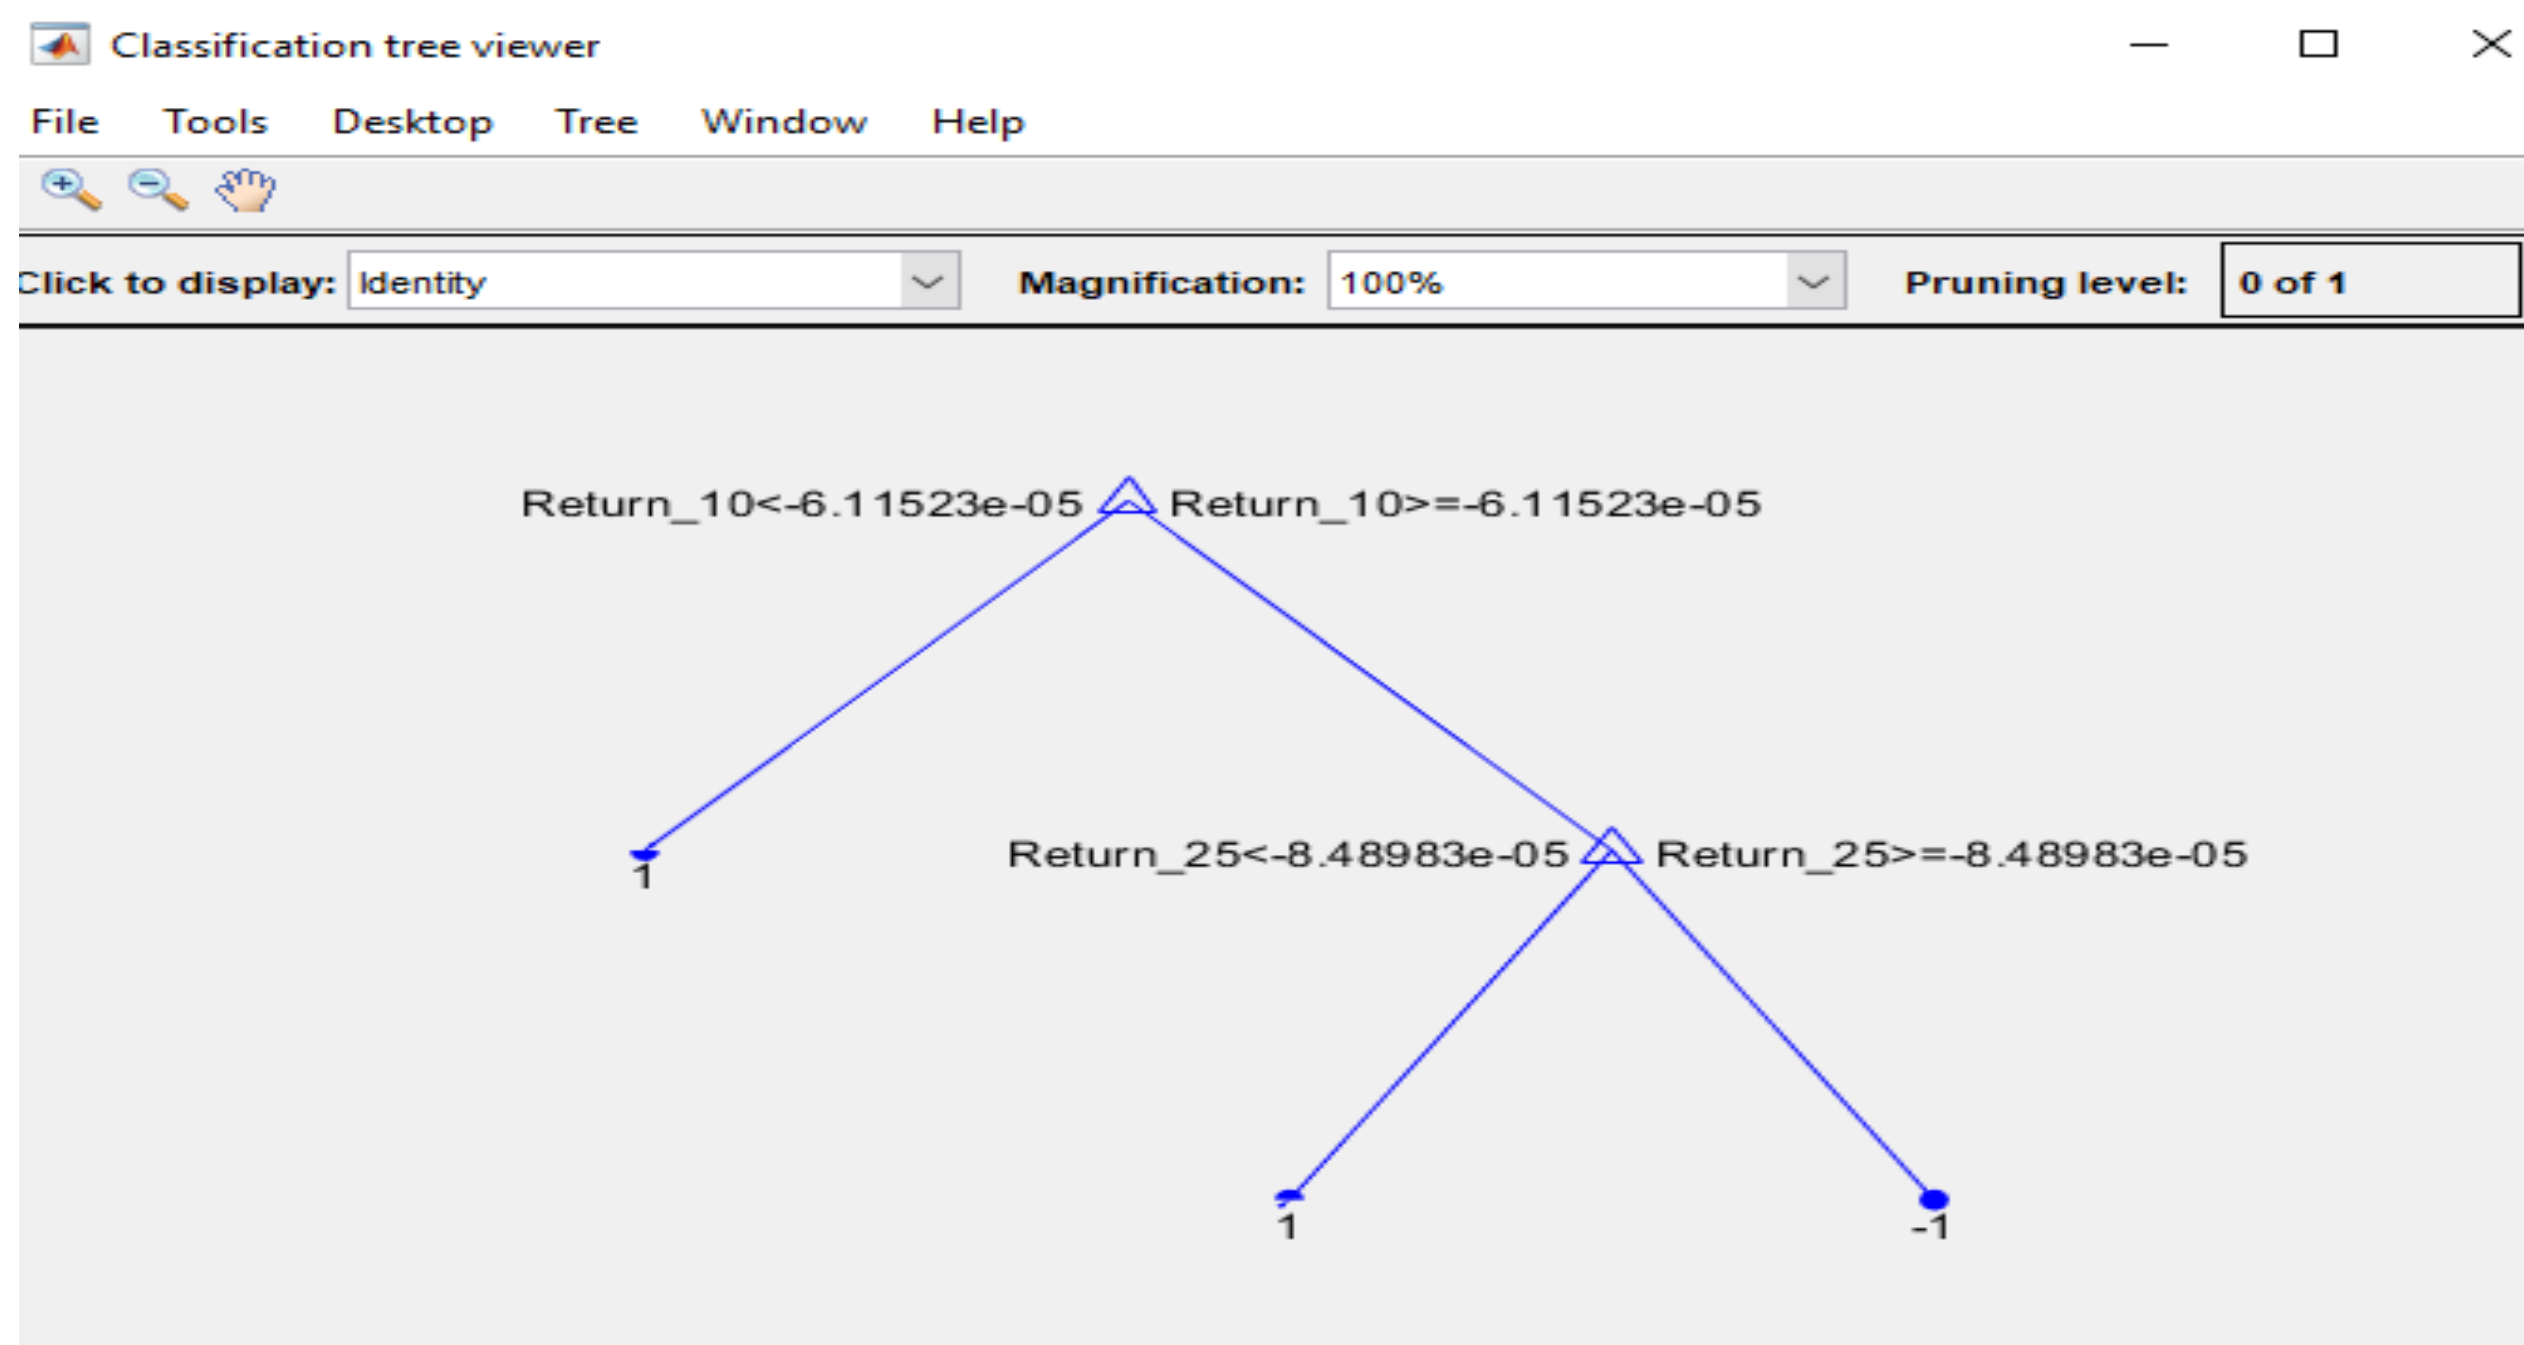 Classification tree viewer
File Tools Desktop Tree Window Help
Click to display: Identity Magnification: 100% Pruning level: 0 of 1
Return_10<-6.11523e-05 Return_10>=-6.11523e-05
1
Return_25<-8.48983e-05 Return_25>=-8.48983e-05
1 -1